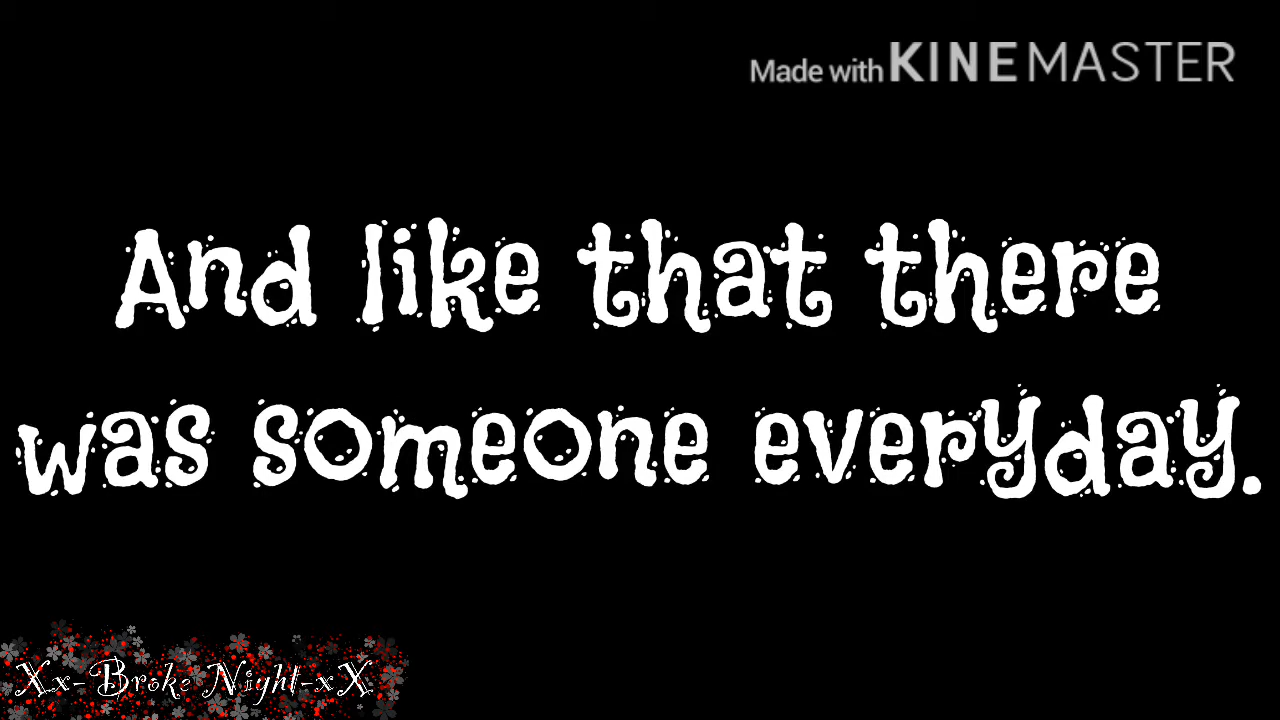 Made with KINEMASTER
And like that there
was someone everyday.
Xx-Broke Night-xX